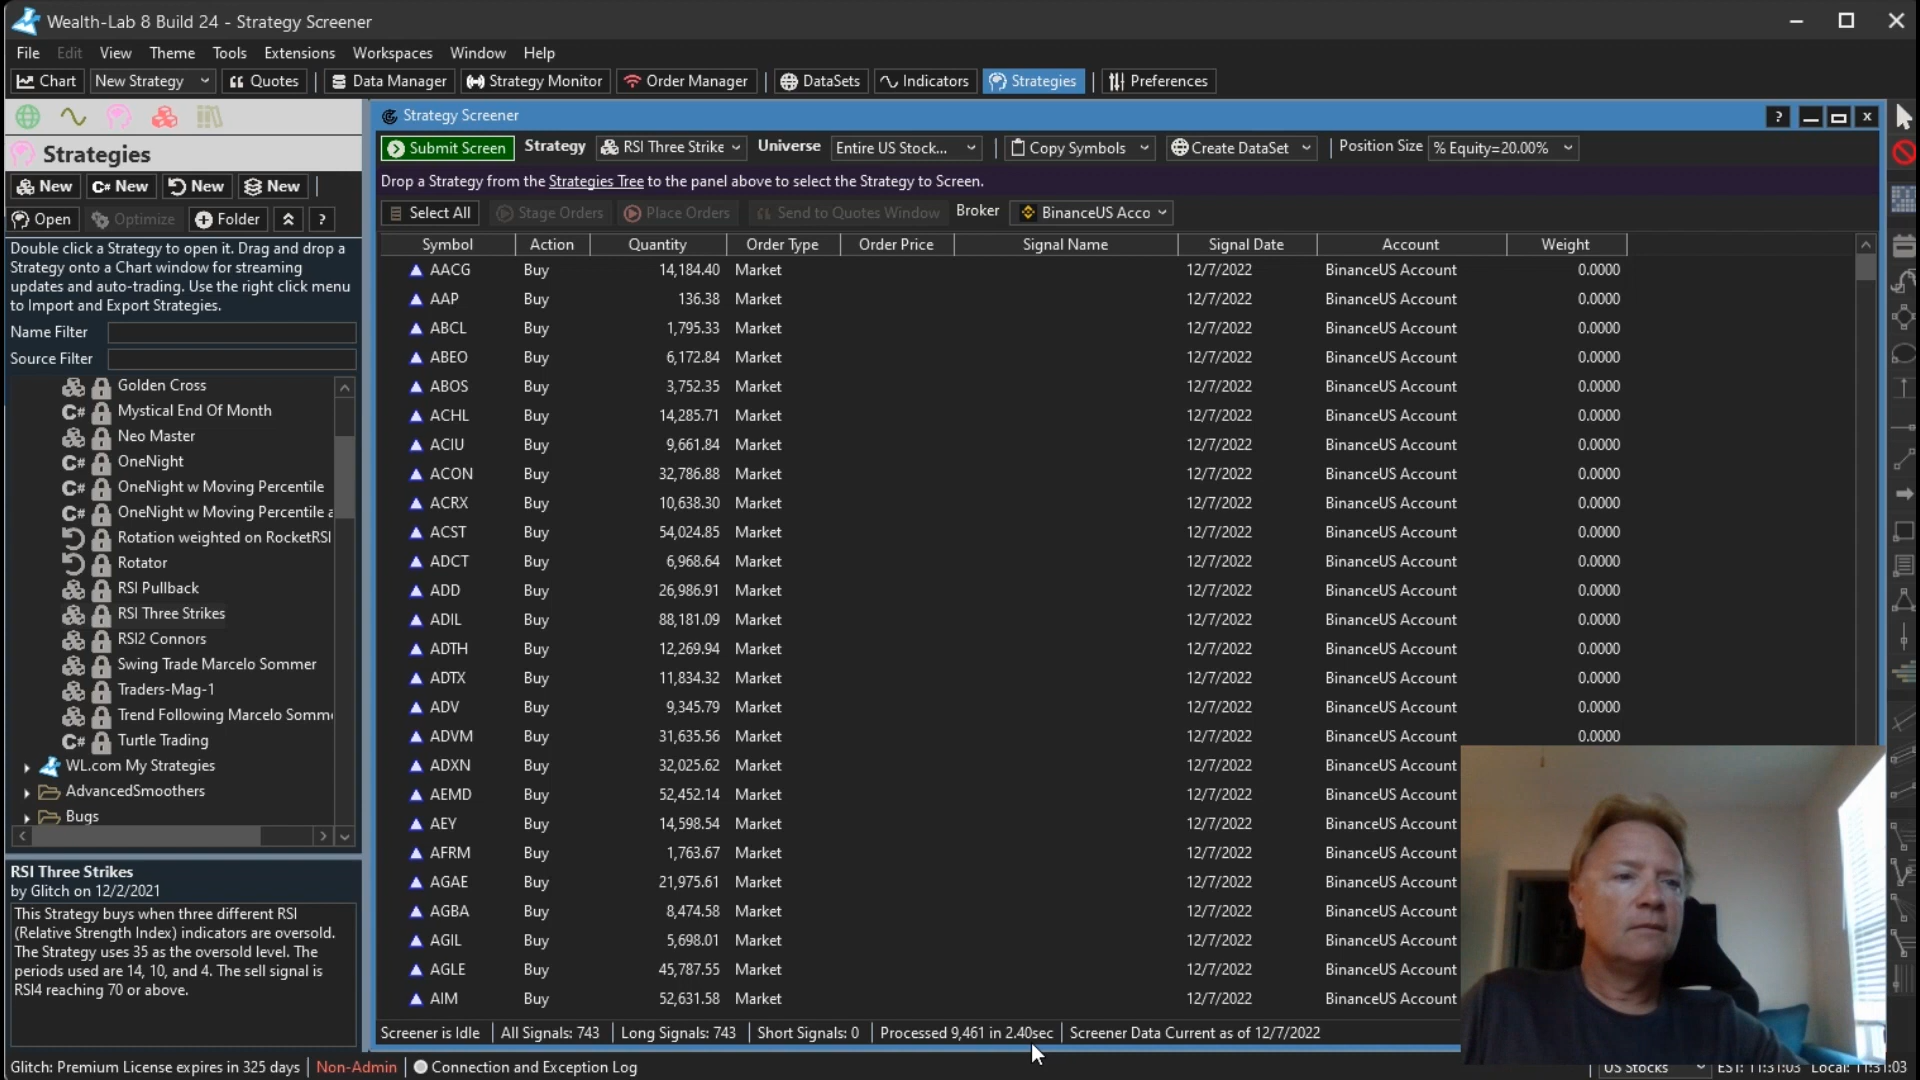 Wealth-Lab 8 Build 24 - Strategy Screener
File Edit View Theme Tools Extensions Workspaces Window Help
Chart New Strategy Quotes Data Manager Strategy Monitor Order Manager DataSets Indicators Strategies Preferences
Strategies
New C# New New New
Open Optimize Folder ?
Double click a Strategy to open it. Drag and drop a
Strategy onto a Chart window for streaming
updates and auto-trading. Use the right click menu
to Import and Export Strategies.
Name Filter
Source Filter
Golden Cross
C# Mystical End Of Month
Neo Master
C# OneNight
C# OneNight w Moving Percentile
C# OneNight w Moving Percentile a
Rotation weighted on RocketRSI
Rotator
RSI Pullback
RSI Three Strikes
RSI2 Connors
Swing Trade Marcelo Sommer
Traders-Mag-1
Trend Following Marcelo Somm
C# Turtle Trading
WL.com My Strategies
AdvancedSmoothers
Bugs
RSI Three Strikes
by Glitch on 12/2/2021
This Strategy buys when three different RSI
(Relative Strength Index) indicators are oversold.
The Strategy uses 35 as the oversold level. The
periods used are 14, 10, and 4. The sell signal is
RSI4 reaching 70 or above.
Strategy Screener ?
Submit Screen Strategy RSI Three Strike Universe Entire US Stock... Copy Symbols Create DataSet Position Size % Equity=20.00%
Drop a Strategy from the Strategies Tree to the panel above to select the Strategy to Screen.
Select All Stage Orders Place Orders Send to Quotes Window Broker BinanceUS Acco
Symbol Action Quantity Order Type Order Price Signal Name Signal Date Account Weight
AACG Buy 14,184.40 Market 12/7/2022 BinanceUS Account 0.0000
AAP Buy 136.38 Market 12/7/2022 BinanceUS Account 0.0000
ABCL Buy 1,795.33 Market 12/7/2022 BinanceUS Account 0.0000
ABEO Buy 6,172.84 Market 12/7/2022 BinanceUS Account 0.0000
ABOS Buy 3,752.35 Market 12/7/2022 BinanceUS Account 0.0000
ACHL Buy 14,285.71 Market 12/7/2022 BinanceUS Account 0.0000
ACIU Buy 9,661.84 Market 12/7/2022 BinanceUS Account 0.0000
ACON Buy 32,786.88 Market 12/7/2022 BinanceUS Account 0.0000
ACRX Buy 10,638.30 Market 12/7/2022 BinanceUS Account 0.0000
ACST Buy 54,024.85 Market 12/7/2022 BinanceUS Account 0.0000
ADCT Buy 6,968.64 Market 12/7/2022 BinanceUS Account 0.0000
ADD Buy 26,986.91 Market 12/7/2022 BinanceUS Account 0.0000
ADIL Buy 88,181.09 Market 12/7/2022 BinanceUS Account 0.0000
ADTH Buy 12,269.94 Market 12/7/2022 BinanceUS Account 0.0000
ADTX Buy 11,834.32 Market 12/7/2022 BinanceUS Account 0.0000
ADV Buy 9,345.79 Market 12/7/2022 BinanceUS Account 0.0000
ADVM Buy 31,635.56 Market 12/7/2022 BinanceUS Account 0.0000
ADXN Buy 32,025.62 Market 12/7/2022 BinanceUS Account
AEMD Buy 52,452.14 Market 12/7/2022 BinanceUS Account
AEY Buy 14,598.54 Market 12/7/2022 BinanceUS Account
AFRM Buy 1,763.67 Market 12/7/2022 BinanceUS Account
AGAE Buy 21,975.61 Market 12/7/2022 BinanceUS Account
AGBA Buy 8,474.58 Market 12/7/2022 BinanceUS Account
AGIL Buy 5,698.01 Market 12/7/2022 BinanceUS Account
AGLE Buy 45,787.55 Market 12/7/2022 BinanceUS Account
AIM Buy 52,631.58 Market 12/7/2022 BinanceUS Account
Screener is Idle All Signals: 743 Long Signals: 743 Short Signals: 0 Processed 9,461 in 2.40sec Screener Data Current as of 12/7/2022
Glitch: Premium License expires in 325 days Non-Admin Connection and Exception Log US Stocks EST: 11:31:03 Local: 11:31:03